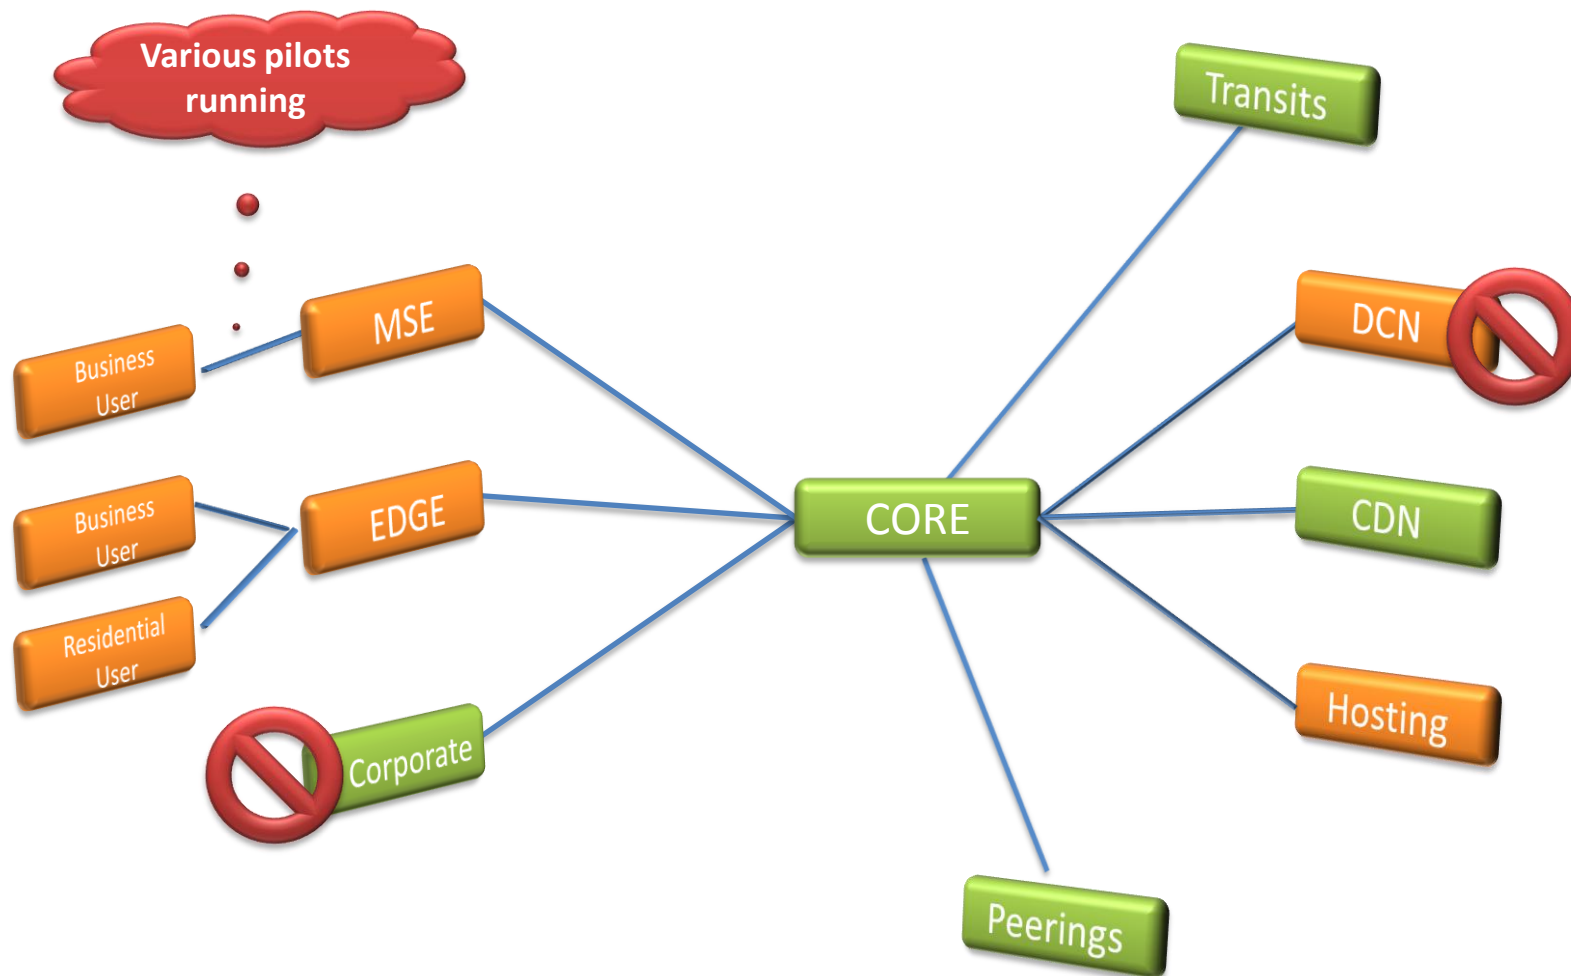 Various pilots
running
Transits
MSE
DCN
Business
User
EDGE
CORE
CDN
Business
User
Residential
User
Corporate
Hosting
Peerings